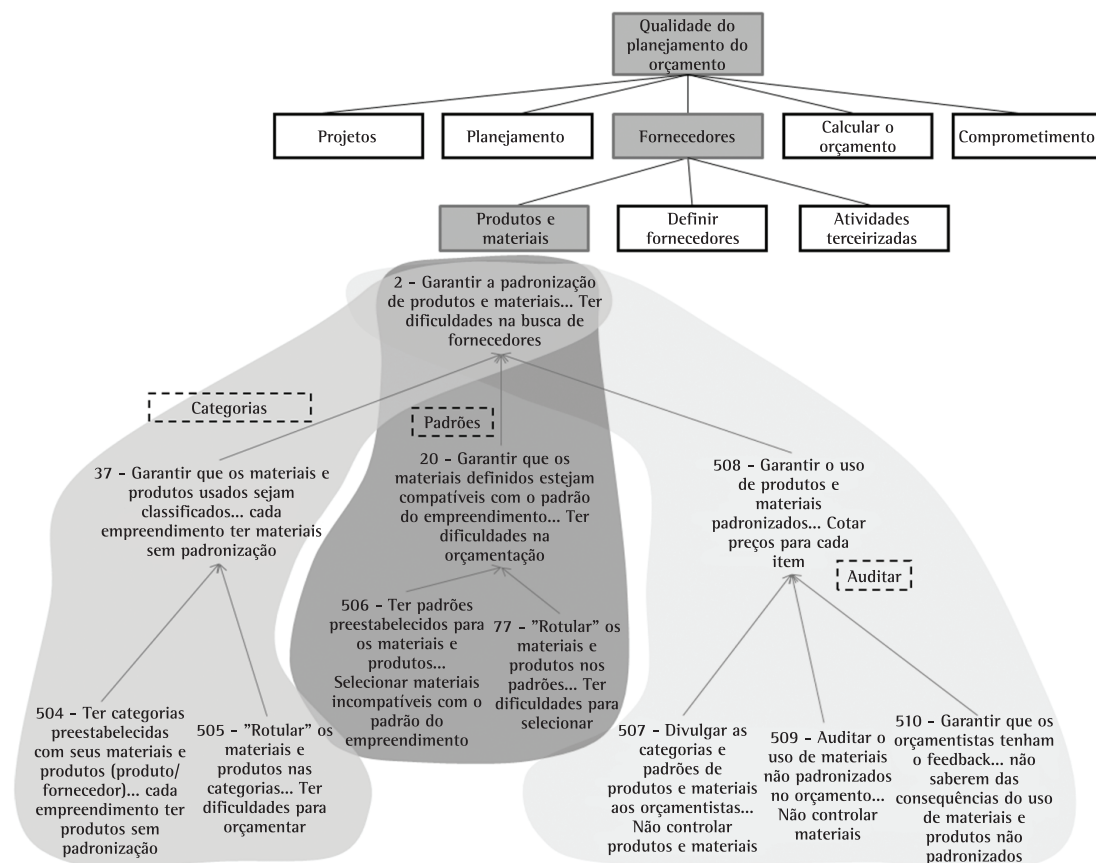 Qualidade do
planejamento do
orçamento
Projetos
Planejamento
Fornecedores
Calcular o
orçamento
Comprometimento
Produtos e
materiais
Definir
fornecedores
Atividades
terceirizadas
2 - Garantir a padronização
de produtos e materiais... Ter
dificuldades na busca de
fornecedores
Categorias
Padrões
37 - Garantir que os materiais e
produtos usados sejam
classificados... cada
empreendimento ter materiais
sem padronização
20 - Garantir que os
materiais definidos estejam
compatíveis com o padrão
do empreendimento... Ter
dificuldades na
orçamentação
508 - Garantir o uso
de produtos e
materiais
padronizados... Cotar
preços para cada
item
Auditar
506 - Ter padrões
preestabelecidos para
os materiais e
produtos...
Selecionar materiais
incompatíveis com o
padrão do
empreendimento
77 - "Rotular" os
materiais e
produtos nos
padrões... Ter
dificuldades para
selecionar
504 - Ter categorias
preestabelecidas
com seus materiais e
produtos (produto/
fornecedor)... cada
empreendimento ter
produtos sem
padronização
505 - "Rotular" os
materiais e
produtos nas
categorias... Ter
dificuldades para
orçamentar
507 - Divulgar as
categorias e
padrões de
produtos e materiais
aos orçamentistas...
Não controlar
produtos e materiais
509 - Auditar o
uso de materiais
não padronizados
no orçamento...
Não controlar
materiais
510 - Garantir que os
orçamentistas tenham
o feedback... não
saberem das
consequências do uso
de materiais e
produtos não
padronizados